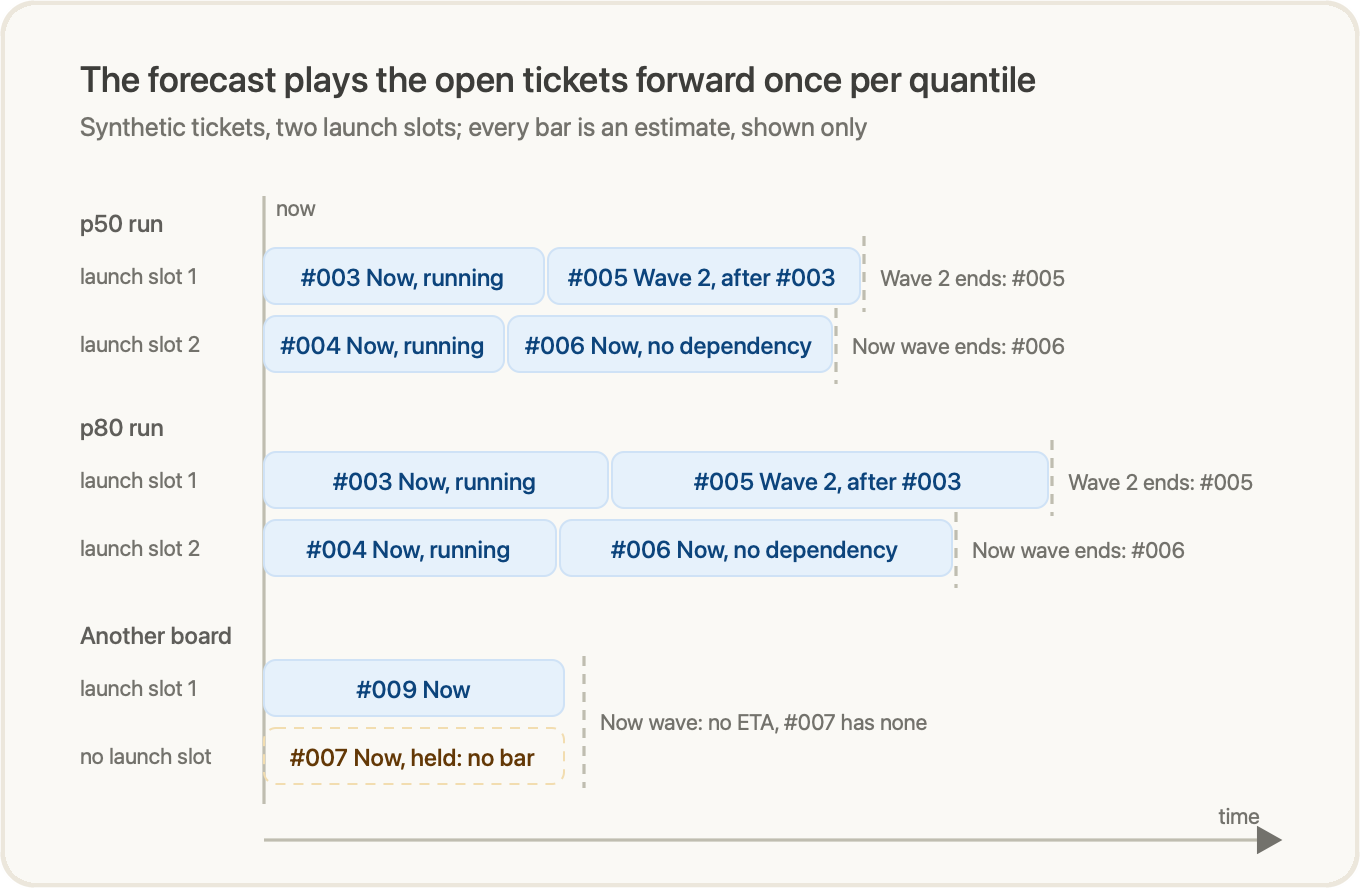 The forecast plays the open tickets forward once per quantile
Synthetic tickets, two launch slots; every bar is an estimate, shown only
now
p50 run
launch slot 1
#003 Now, running
#005 Wave 2, after #003
Wave 2 ends: #005
launch slot 2
#004 Now, running
#006 Now, no dependency
Now wave ends: #006
p80 run
launch slot 1
#003 Now, running
#005 Wave 2, after #003
Wave 2 ends: #005
launch slot 2
#004 Now, running
#006 Now, no dependency
Now wave ends: #006
Another board
launch slot 1
#009 Now
Now wave: no ETA, #007 has none
no launch slot
#007 Now, held: no bar
time